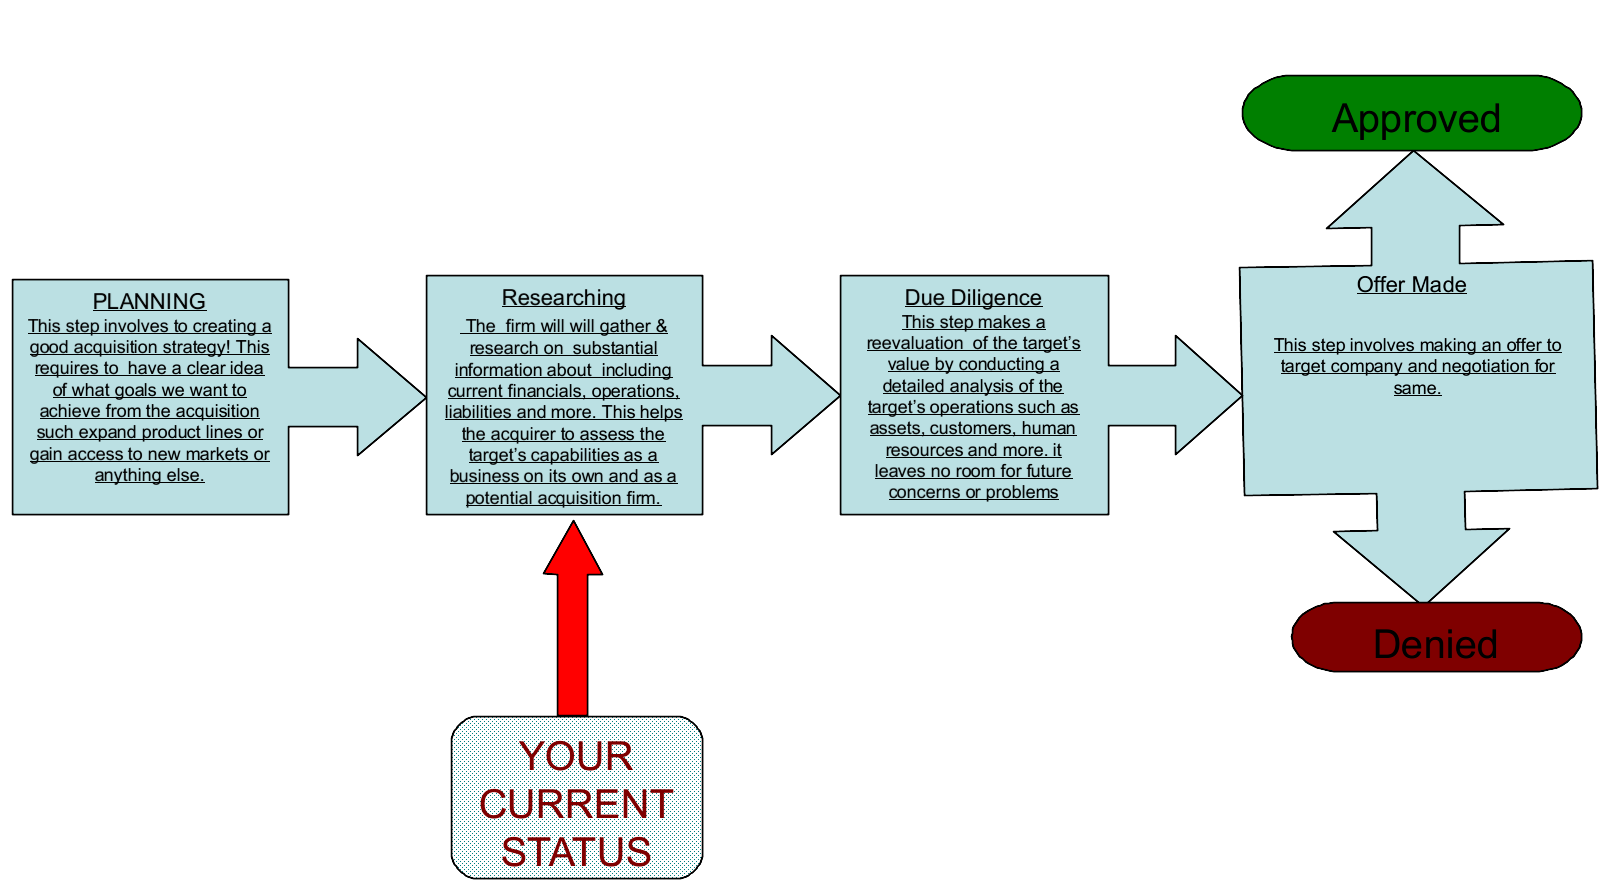 Approved
PLANNING
This step involves to creating a
good acquisition strategy! This
requires to  have a clear idea
of what goals we want to
achieve from the acquisition
such expand product lines or
gain access to new markets or
anything else.
Researching
The  firm will will gather &
research on  substantial
information about  including
current financials, operations,
liabilities and more. This helps
the acquirer to assess the
target's capabilities as a
business on its own and as a
potential acquisition firm.
Due Diligence
This step makes a
reevaluation  of the target's
value by conducting a
detailed analysis of the
target's operations such as
assets, customers, human
resources and more. it
leaves no room for future
concerns or problems
Offer Made
This step involves making an offer to
target company and negotiation for
same.
Denied
YOUR
CURRENT
STATUS